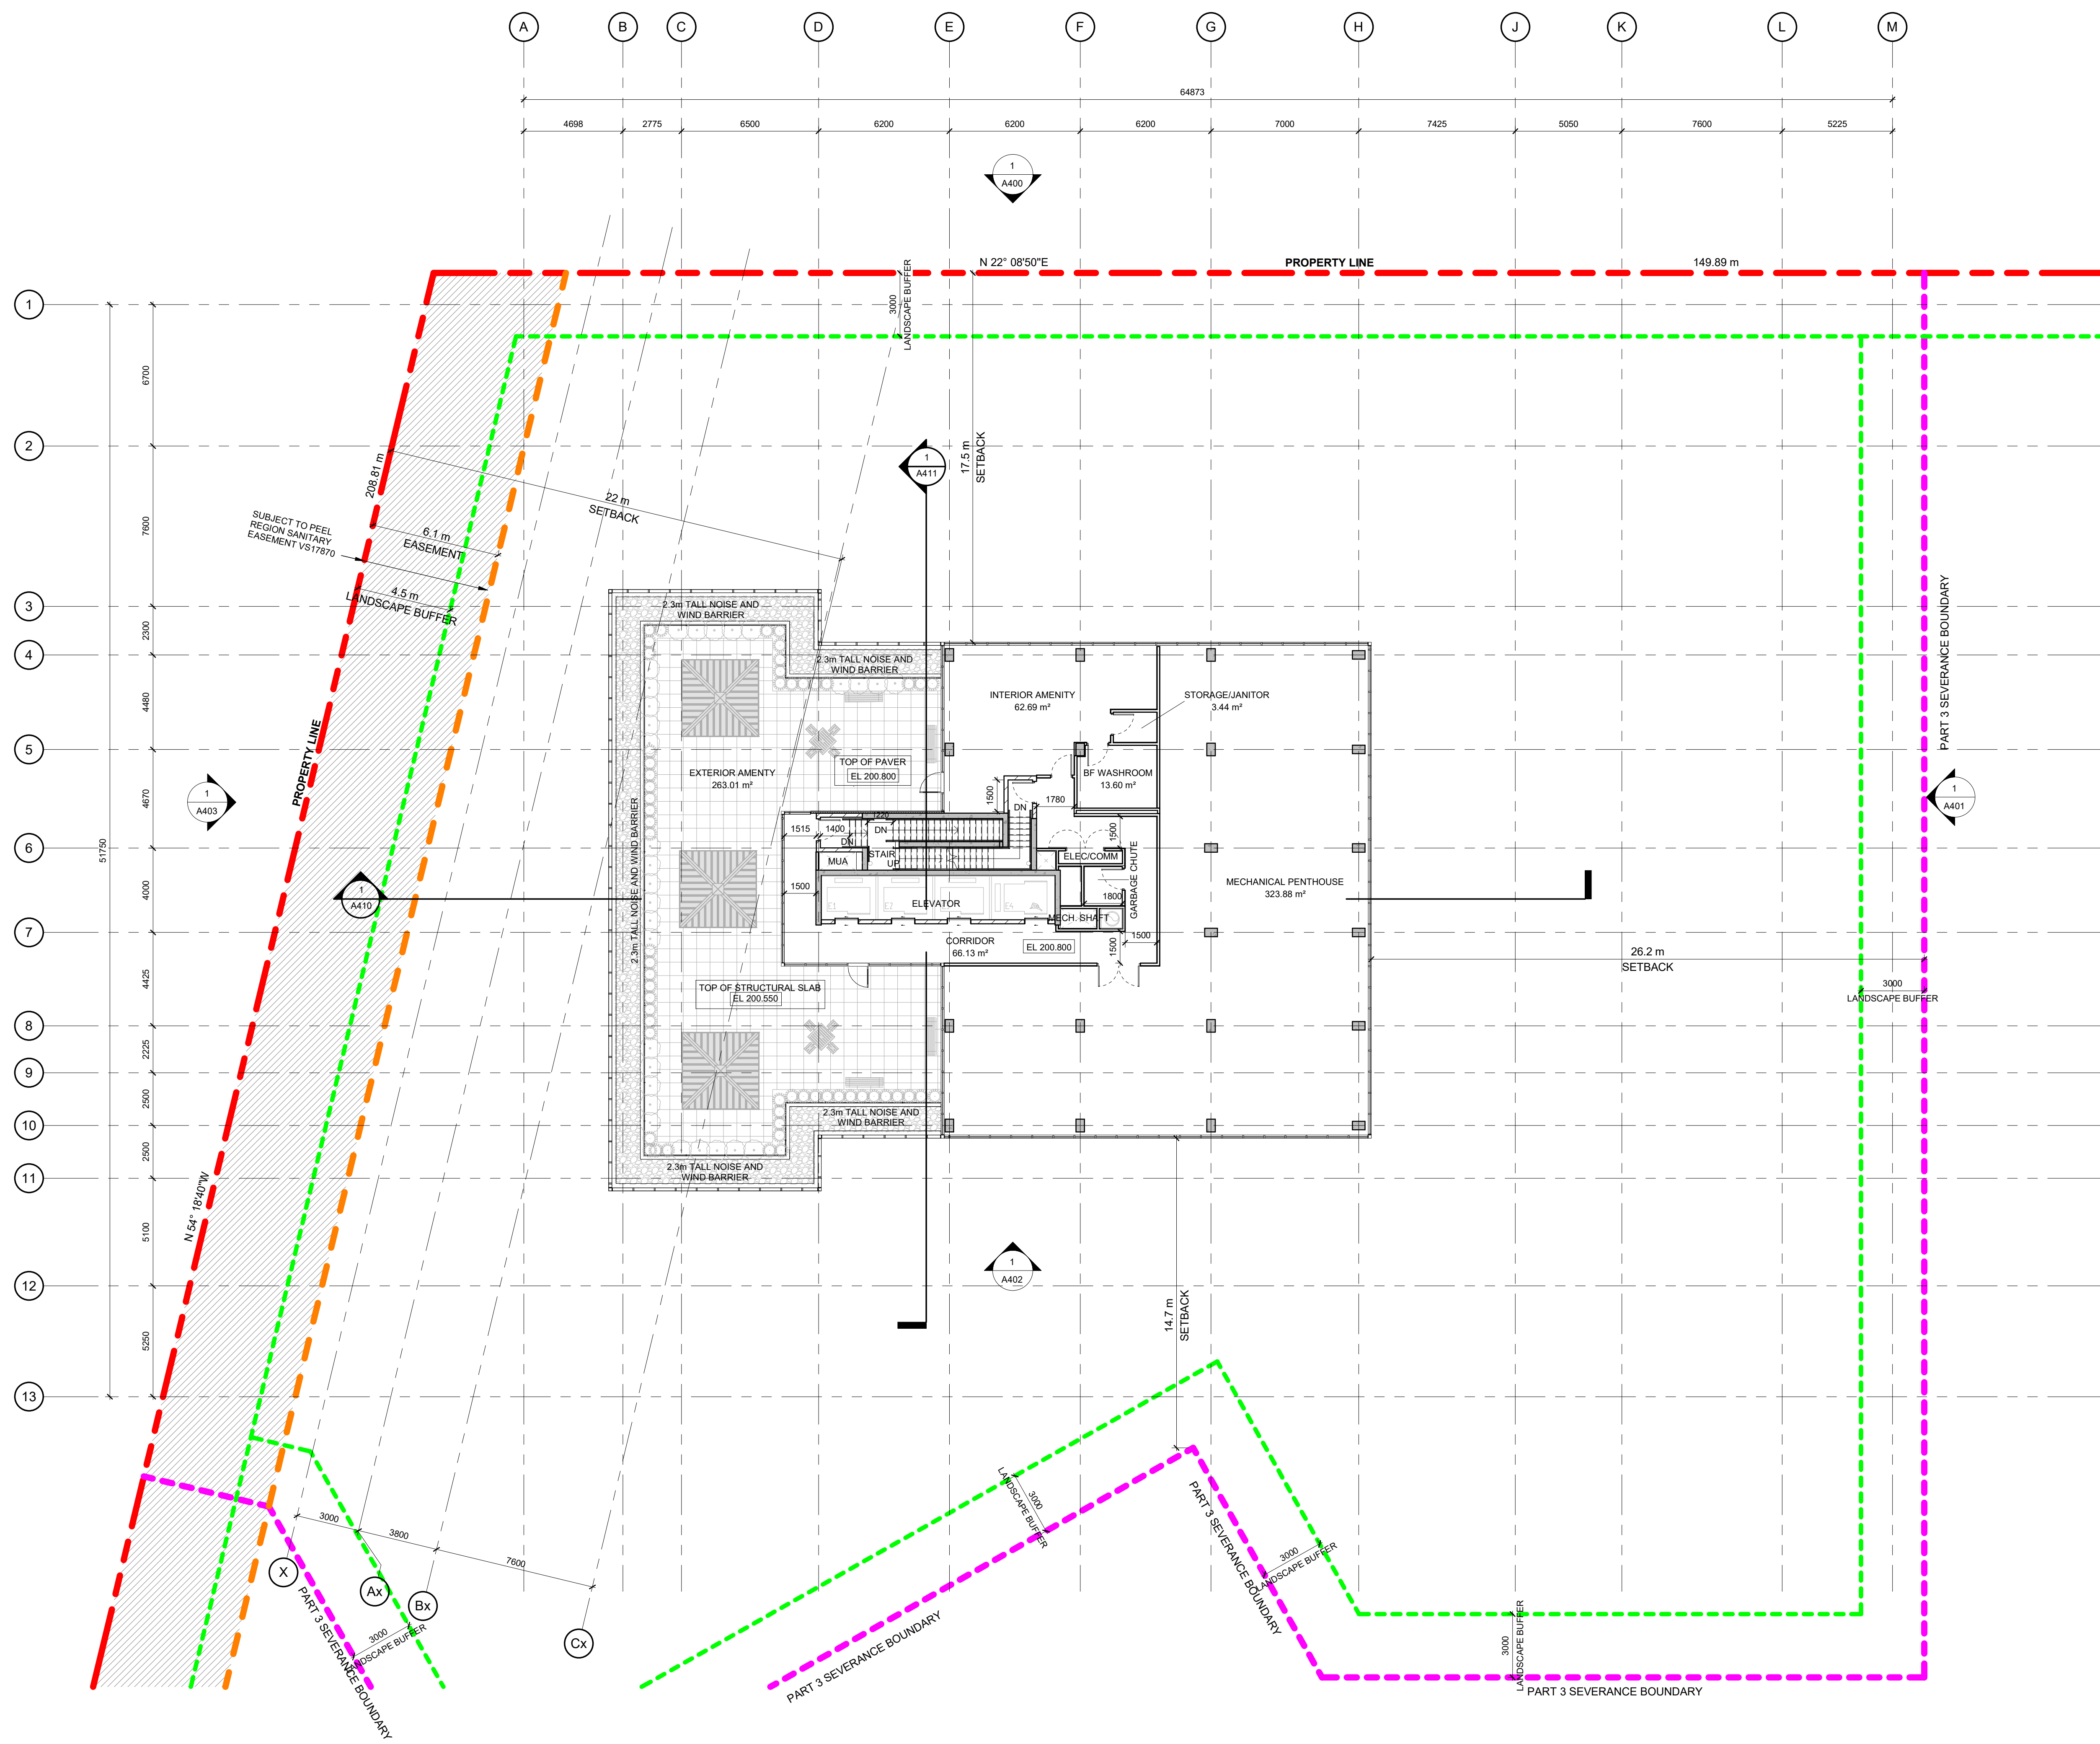 A
B
C
D
E
F
G
H
J
K
L
M
64873
4698
2775
6500
6200
6200
6200
7000
7425
5050
7600
5225
1
A400
N 22° 08'50"E
PROPERTY LINE
149.89 m
3000
LANDSCAPE BUFFER
1
2
3
4
5
6
7
8
9
10
11
12
13
51750
6700
7600
2300
4480
4670
4000
4425
2225
2500
2500
5100
5250
208.81 m
22 m
SETBACK
17.5 m
SETBACK
1
A411
SUBJECT TO PEEL
REGION SANITARY
EASEMENT VS17870
6.1 m
EASEMENT
4.5 m
LANDSCAPE BUFFER
PROPERTY LINE
N 54° 18'40"W
1
A403
1
A410
1
A401
1
A402
2.3m TALL NOISE AND
WIND BARRIER
2.3m TALL NOISE AND
WIND BARRIER
2.3m TALL NOISE AND WIND BARRIER
INTERIOR AMENITY
62.69 m²
STORAGE/JANITOR
3.44 m²
TOP OF PAVER
EL 200.800
EXTERIOR AMENTY
263.01 m²
BF WASHROOM
13.60 m²
1500
DN
1780
1220
1515
1400
DN
DN
MUA
STAIR
UP
1500
ELEC/COMM
GARBAGE CHUTE
MECHANICAL PENTHOUSE
323.88 m²
1500
E1
E2
E4
ELEVATOR
1800
MECH. SHAFT
CORRIDOR
66.13 m²
EL 200.800
1500
1500
TOP OF STRUCTURAL SLAB
EL 200.550
26.2 m
SETBACK
3000
LANDSCAPE BUFFER
PART 3 SEVERANCE BOUNDARY
2.3m TALL NOISE AND
WIND BARRIER
2.3m TALL NOISE AND
WIND BARRIER
14.7 m
SETBACK
3000
3800
7600
X
Ax
Bx
Cx
3000
LANDSCAPE BUFFER
PART 3 SEVERANCE BOUNDARY
3000
LANDSCAPE BUFFER
PART 3 SEVERANCE BOUNDARY
3000
LANDSCAPE BUFFER
PART 3 SEVERANCE BOUNDARY
3000
LANDSCAPE BUFFER
PART 3 SEVERANCE BOUNDARY